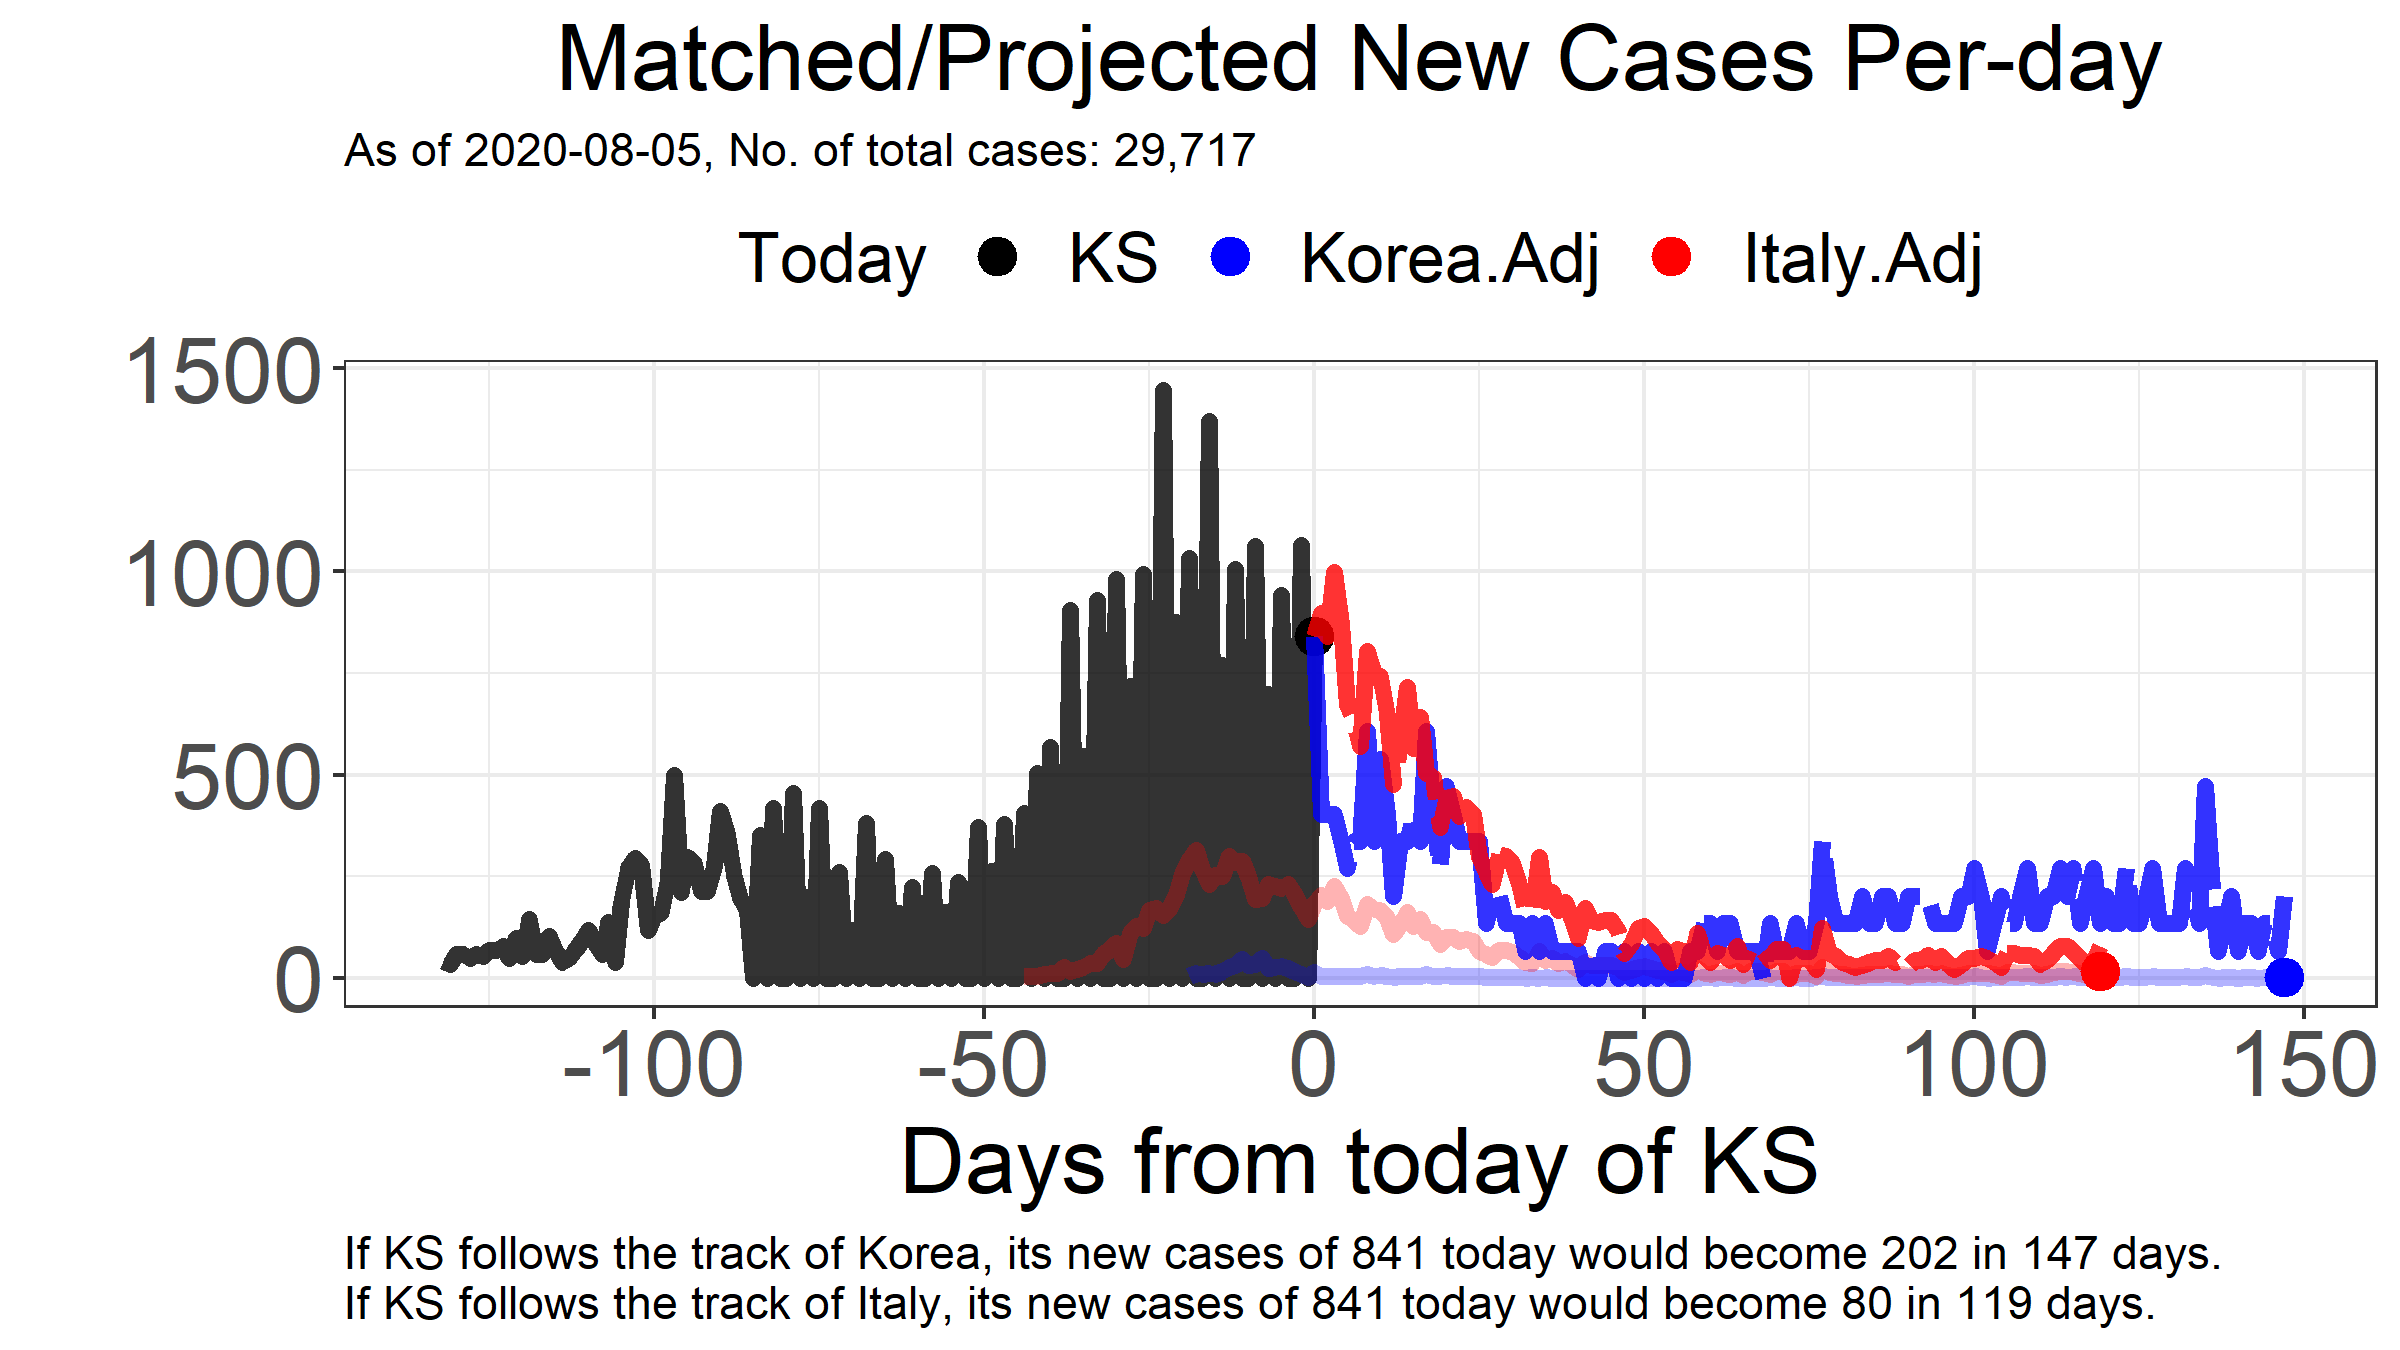 Matched/Projected New Cases Per-day
As of 2020-08-05, No. of total cases: 29,717
Today KS Korea.Adj Italy.Adj
1500
1000
500
0
-100 -50 0 50 100 150
Days from today of KS
If KS follows the track of Korea, its new cases of 841 today would become 202 in 147 days.
If KS follows the track of Italy, its new cases of 841 today would become 80 in 119 days.